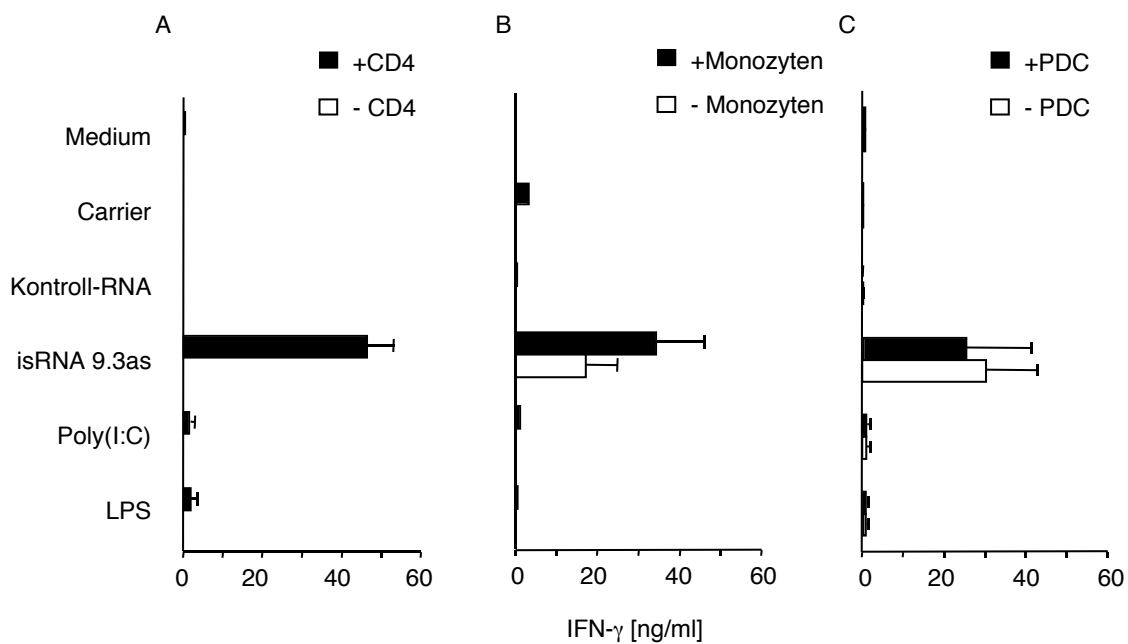 A
B
C
+CD4
- CD4
+Monozyten
- Monozyten
+PDC
- PDC
Medium
Carrier
Kontroll-RNA
isRNA 9.3as
Poly(I:C)
LPS
0 20 40 60
0 20 40 60
0 20 40 60
IFN-γ [ng/ml]